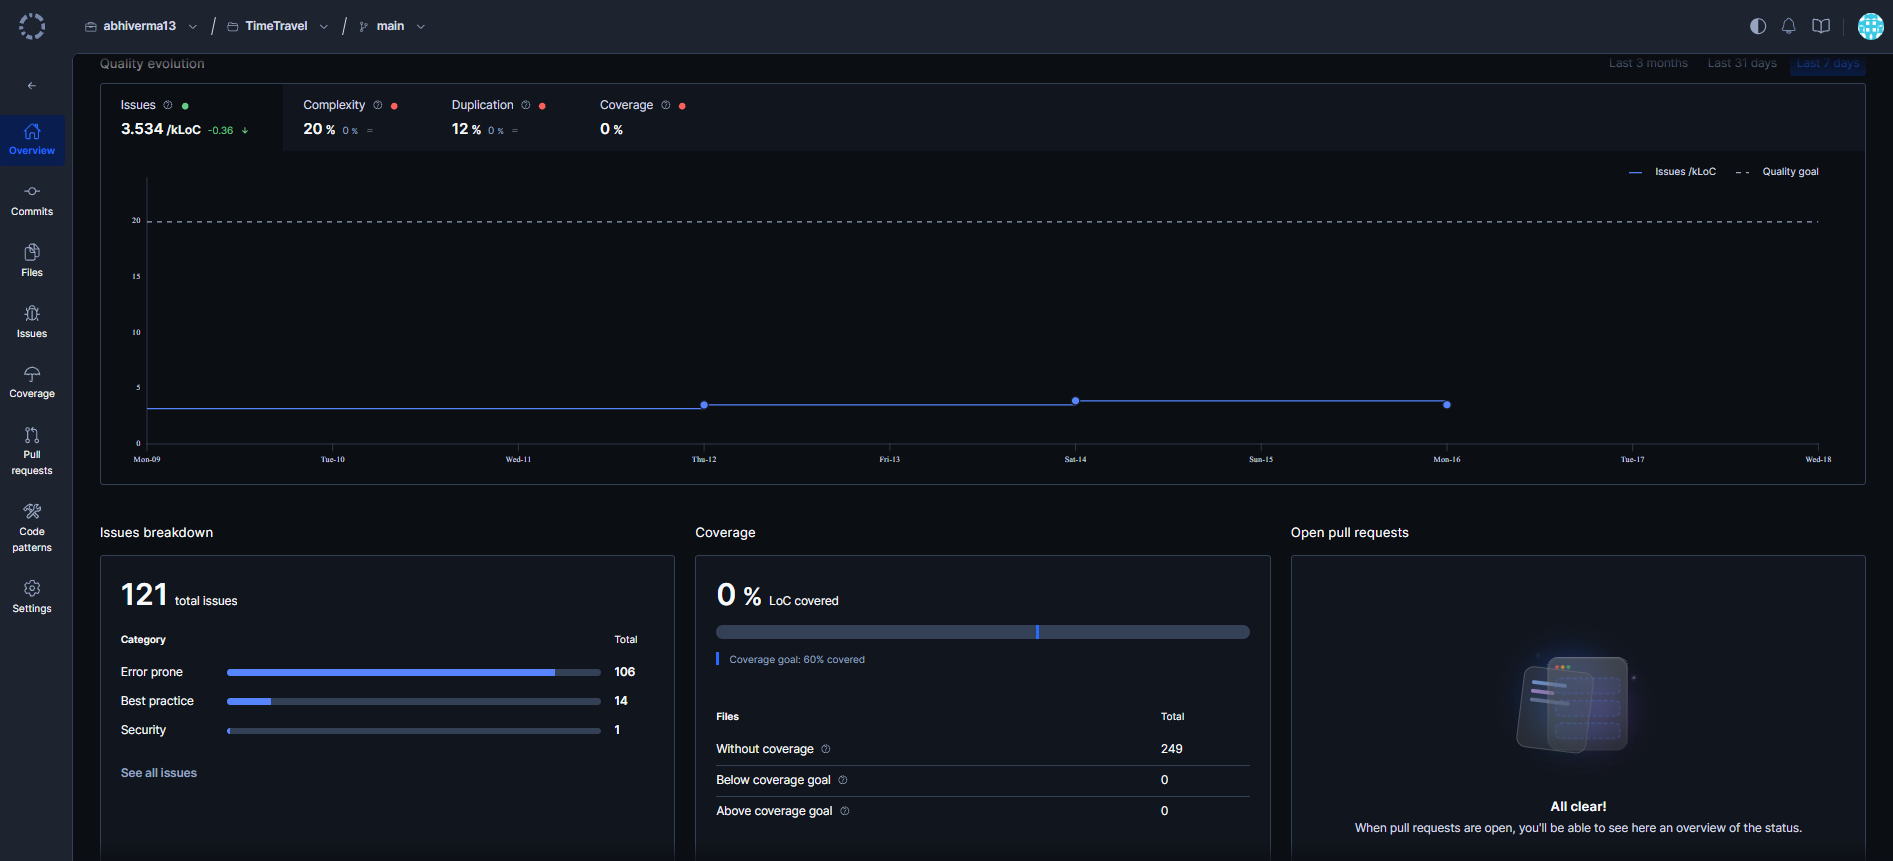 abhiverma13 / TimeTravel / main
Overview
Commits
Files
Issues
Coverage
Pull
requests
Code
patterns
Settings
Quality evolution
Last 3 months Last 31 days Last 7 days
Issues Complexity Duplication Coverage
3.534 /kLoC -0.36 ↓ 20 % 0 % = 12 % 0 % = 0 %
Issues /kLoC Quality goal
20
15
10
5
0
Mon-09 Tue-10 Wed-11 Thu-12 Fri-13 Sat-14 Sun-15 Mon-16 Tue-17 Wed-18
Issues breakdown
121 total issues
Category Total
Error prone 106
Best practice 14
Security 1
See all issues
Coverage
0 % LoC covered
Coverage goal: 60% covered
Files Total
Without coverage 249
Below coverage goal 0
Above coverage goal 0
Open pull requests
All clear!
When pull requests are open, you'll be able to see here an overview of the status.